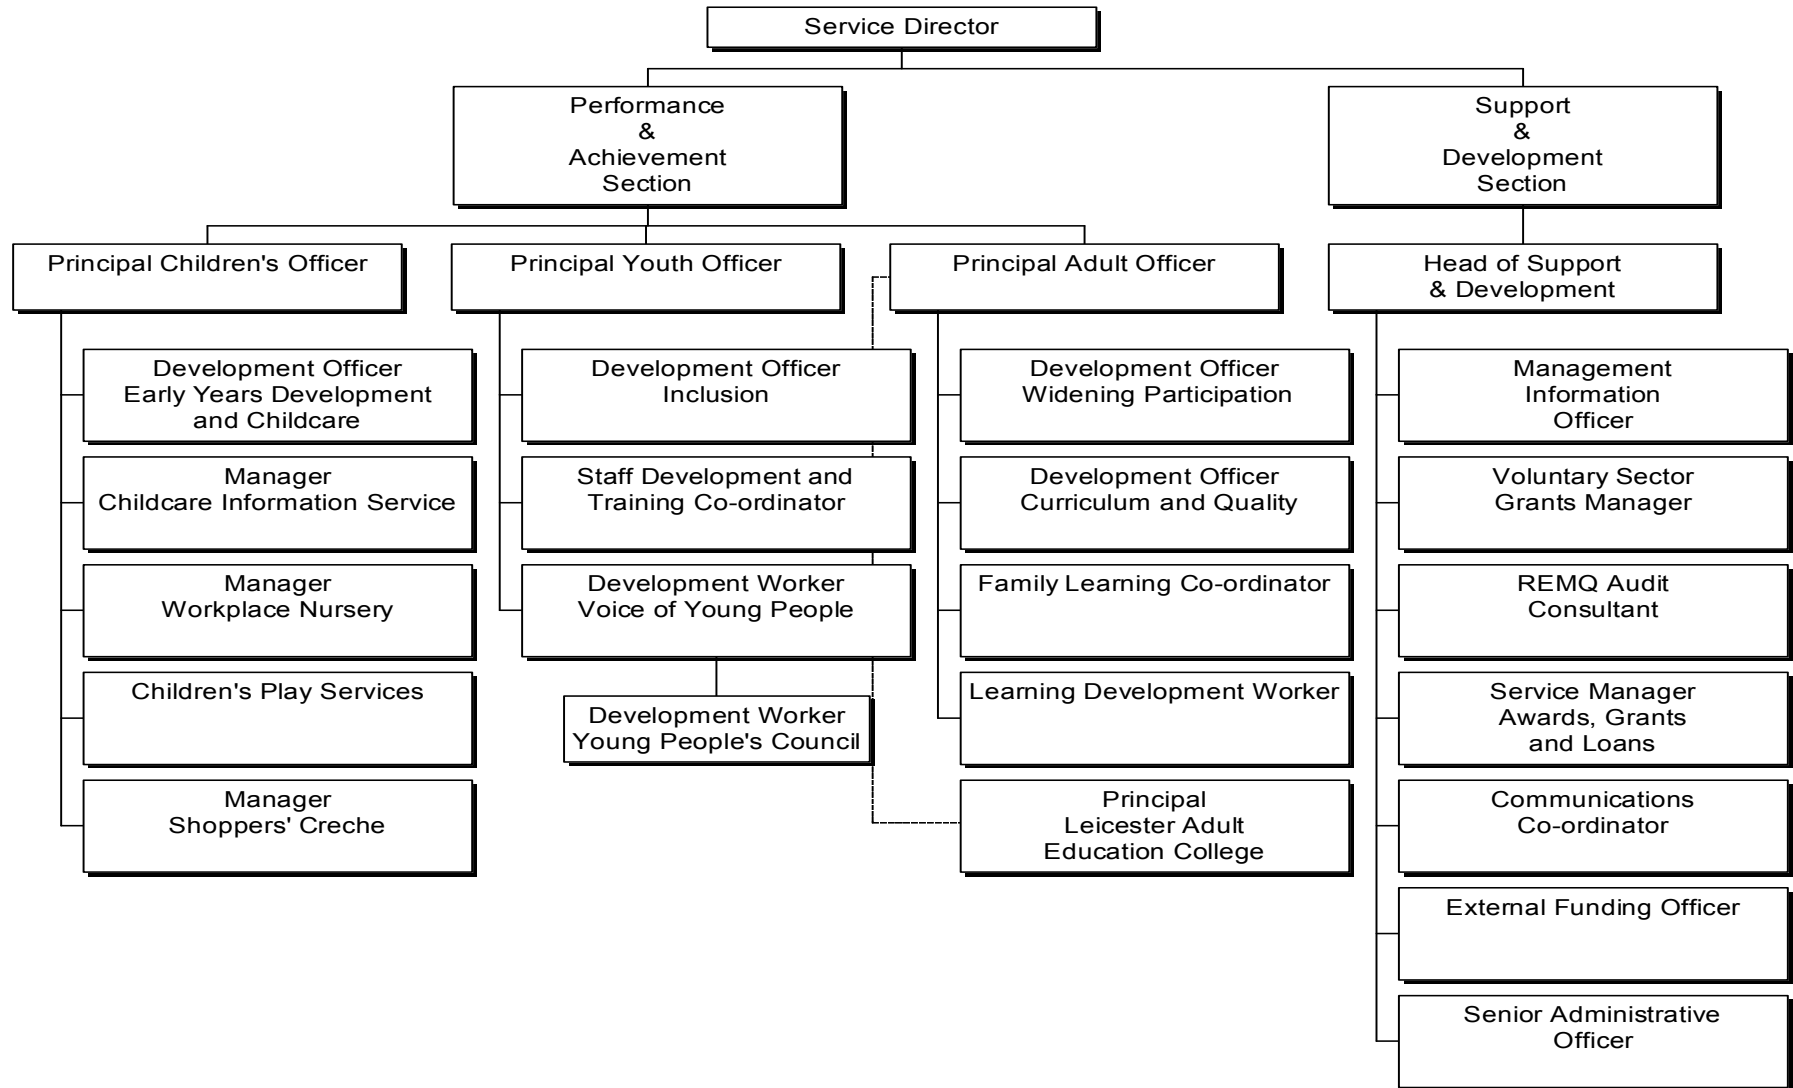 Service Director
Performance
&
Achievement
Section
Support
&
Development
Section
Principal Children's Officer
Principal Youth Officer
Principal Adult Officer
Head of Support
& Development
Development Officer
Early Years Development
and Childcare
Manager
Childcare Information Service
Manager
Workplace Nursery
Children's Play Services
Manager
Shoppers' Creche
Development Officer
Inclusion
Staff Development and
Training Co-ordinator
Development Worker
Voice of Young People
Development Worker
Young People's Council
Development Officer
Widening Participation
Development Officer
Curriculum and Quality
Family Learning Co-ordinator
Learning Development Worker
Principal
Leicester Adult
Education College
Management
Information
Officer
Voluntary Sector
Grants Manager
REMQ Audit
Consultant
Service Manager
Awards, Grants
and Loans
Communications
Co-ordinator
External Funding Officer
Senior Administrative
Officer